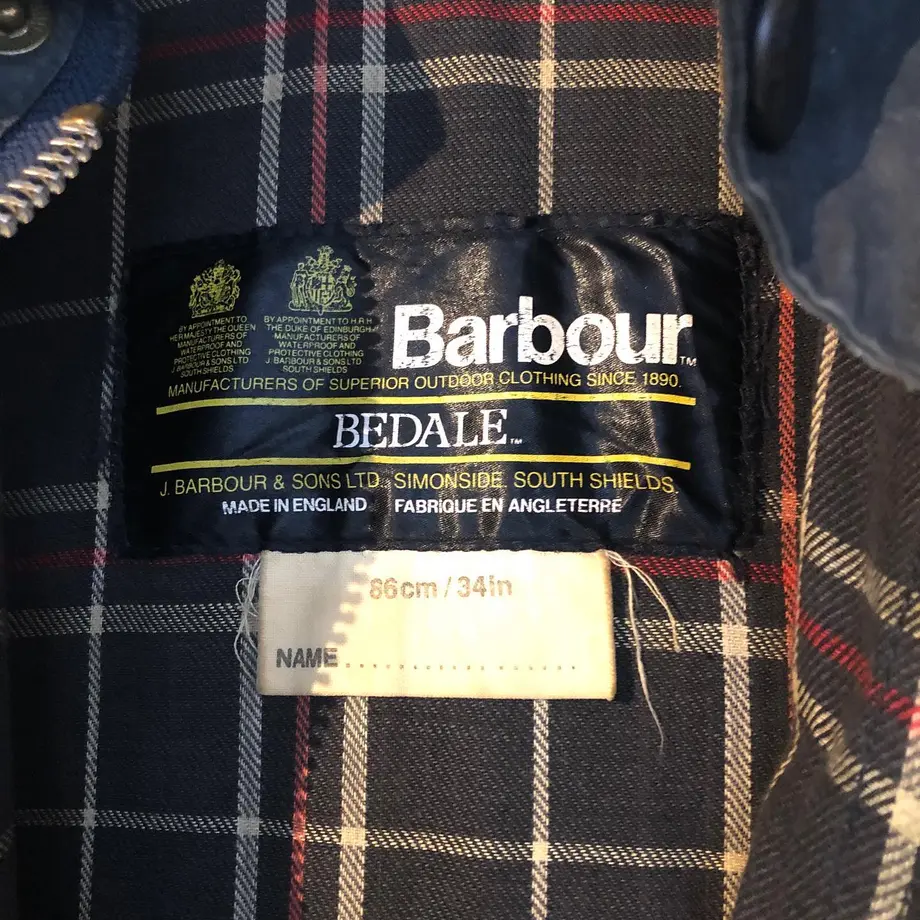 BY APPOINTMENT TO
HER MAJESTY THE QUEEN
MANUFACTURERS OF
WATERPROOF AND
PROTECTIVE CLOTHING
J. BARBOUR & SONS LTD
SOUTH SHIELDS
BY APPOINTMENT TO H.R.H
THE DUKE OF EDINBURGH
MANUFACTURERS OF
WATERPROOF AND
PROTECTIVE CLOTHING
J. BARBOUR & SONS LTD
SOUTH SHIELDS
Barbour™
MANUFACTURERS OF SUPERIOR OUTDOOR CLOTHING SINCE 1890.
BEDALE™
J. BARBOUR & SONS LTD., SIMONSIDE. SOUTH SHIELDS.
MADE IN ENGLAND FABRIQUE EN ANGLETERRE
86cm / 34in
NAME